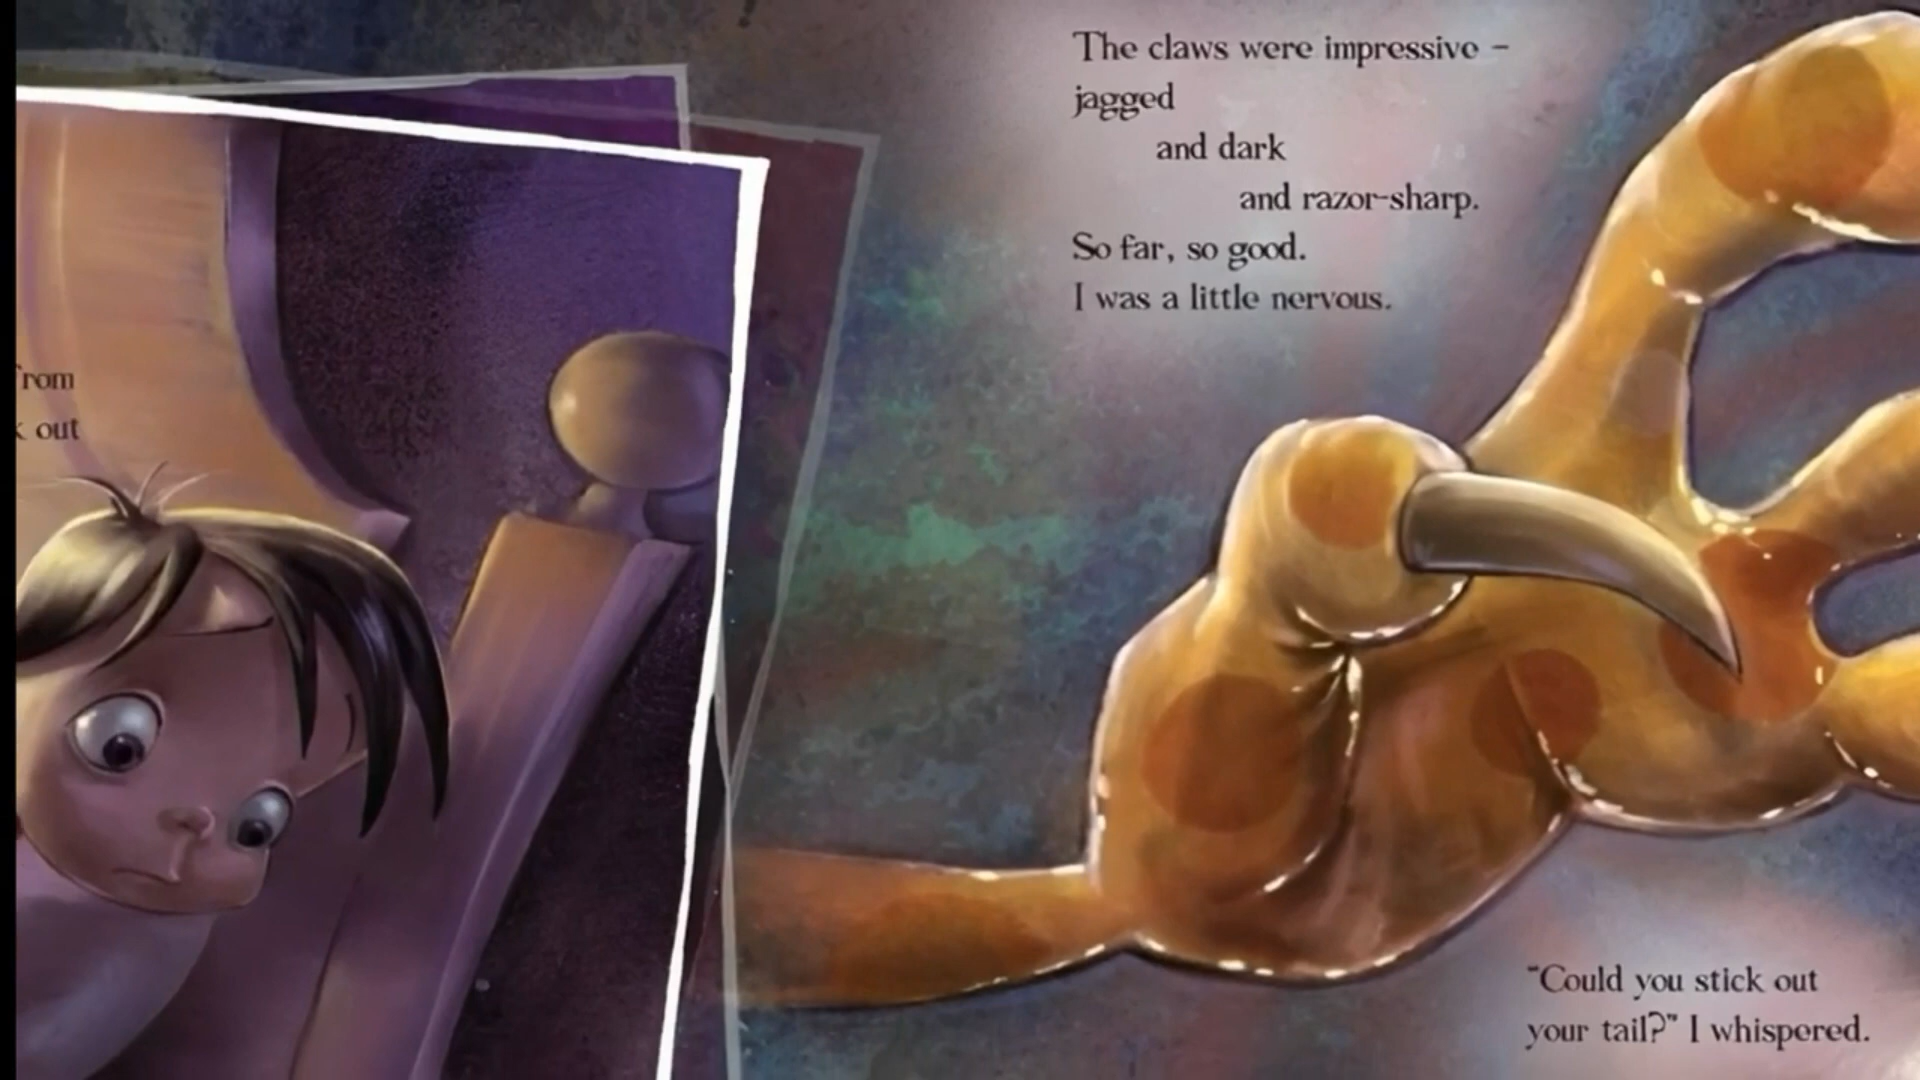 from
out
The claws were impressive –
jagged
and dark
and razor-sharp.
So far, so good.
I was a little nervous.
"Could you stick out
your tail?" I whispered.